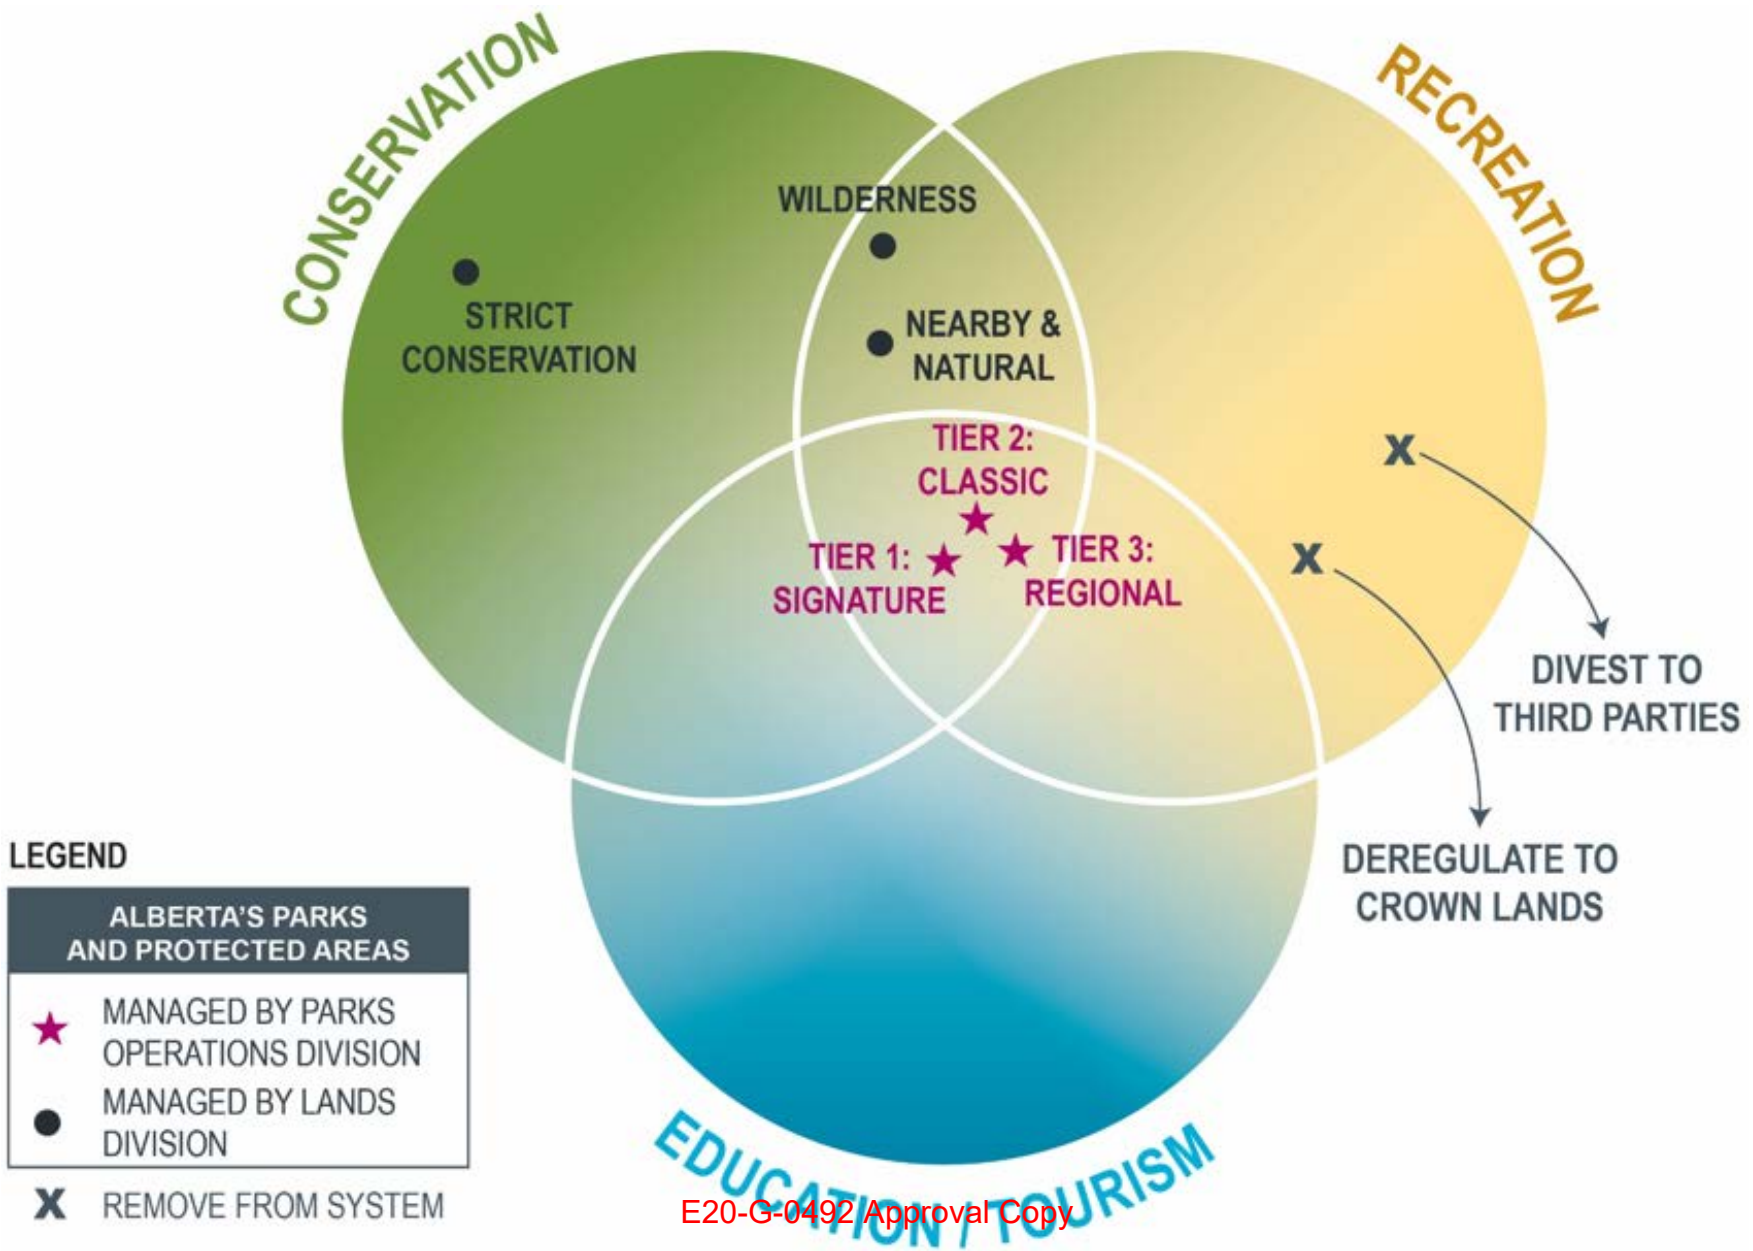 CONSERVATION
RECREATION
WILDERNESS
STRICT
CONSERVATION
NEARBY &
NATURAL
TIER 2:
CLASSIC
TIER 1:
SIGNATURE
TIER 3:
REGIONAL
X
X
DIVEST TO
THIRD PARTIES
DEREGULATE TO
CROWN LANDS
LEGEND
ALBERTA'S PARKS
AND PROTECTED AREAS
MANAGED BY PARKS
OPERATIONS DIVISION
MANAGED BY LANDS
DIVISION
X REMOVE FROM SYSTEM
EDUCATION / TOURISM
E20-G-0492 Approval Copy